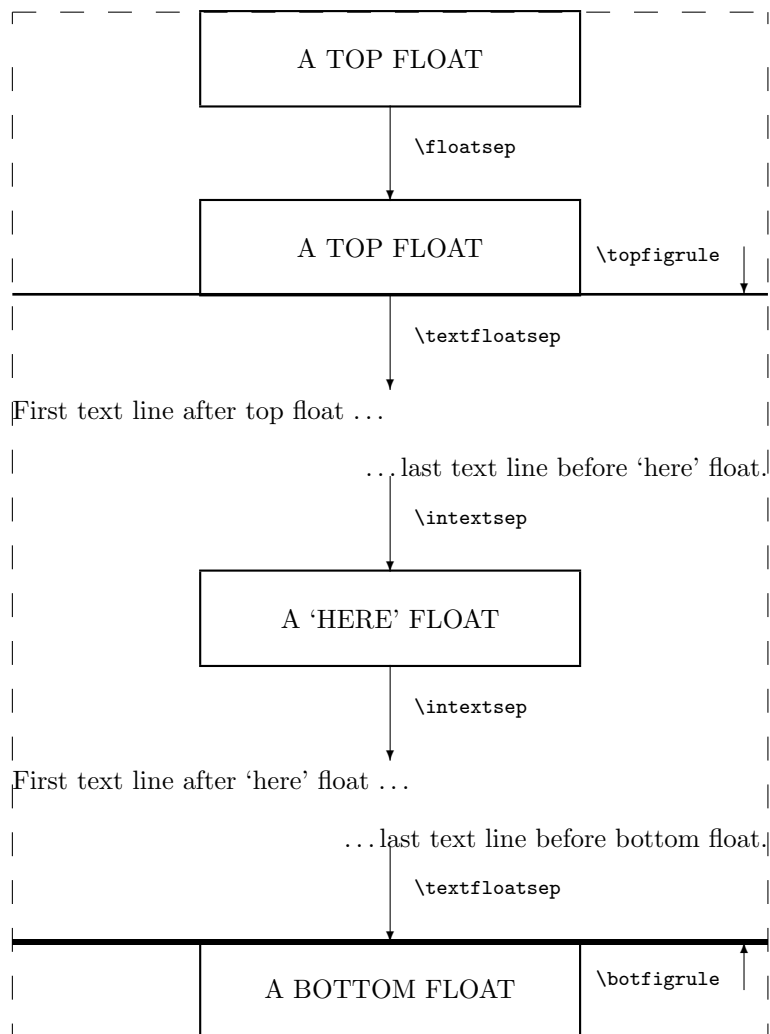 A TOP FLOAT
\floatsep
A TOP FLOAT
\topfigrule
\textfloatsep
First text line after top float . . .
. . . last text line before ‘here’ float.
\intextsep
A ‘HERE’ FLOAT
\intextsep
First text line after ‘here’ float . . .
. . . last text line before bottom float.
\textfloatsep
A BOTTOM FLOAT
\botfigrule